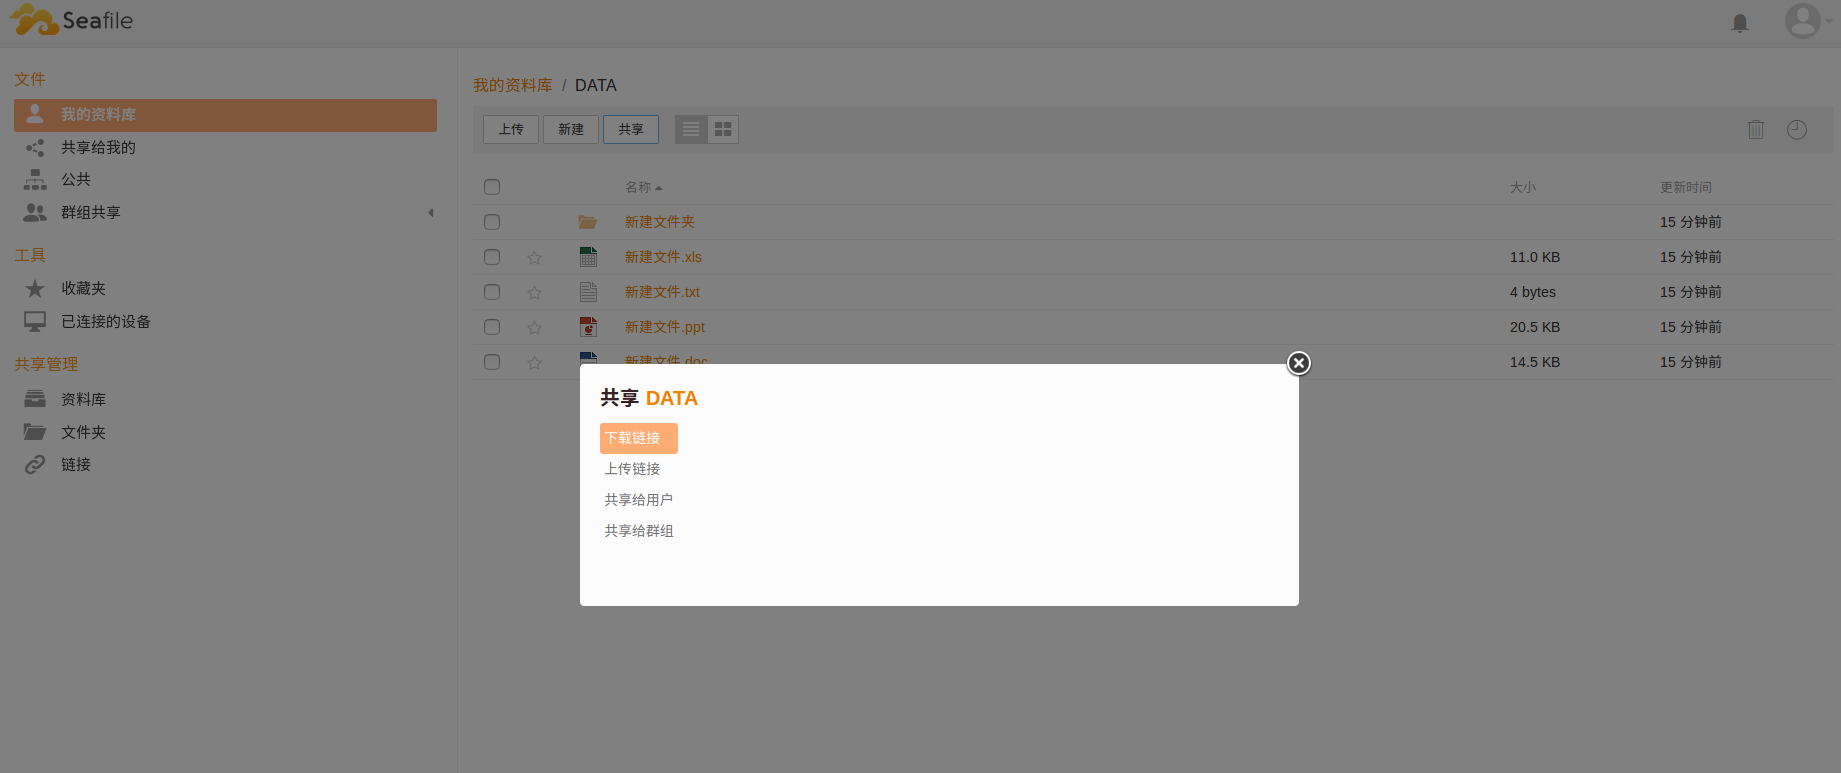 Seafile
文件
我的资料库
共享给我的
公共
群组共享
工具
收藏夹
已连接的设备
共享管理
资料库
文件夹
链接
我的资料库 / DATA
上传 新建 共享
名称 大小 更新时间
新建文件夹 15 分钟前
新建文件.xls 11.0 KB 15 分钟前
新建文件.txt 4 bytes 15 分钟前
新建文件.ppt 20.5 KB 15 分钟前
新建文件.doc 14.5 KB 15 分钟前
共享 DATA
下载链接
上传链接
共享给用户
共享给群组